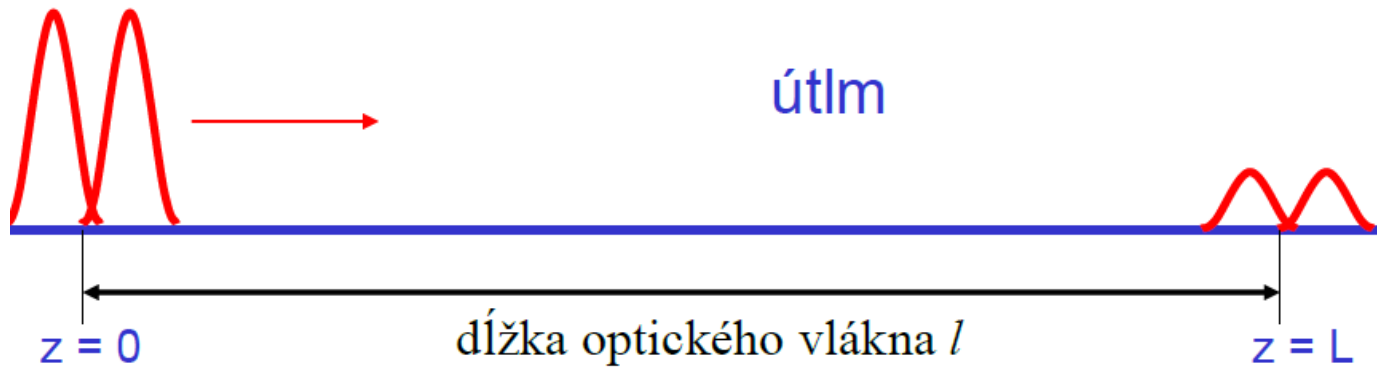 útlm
z = 0
dĺžka optického vlákna l
z = L